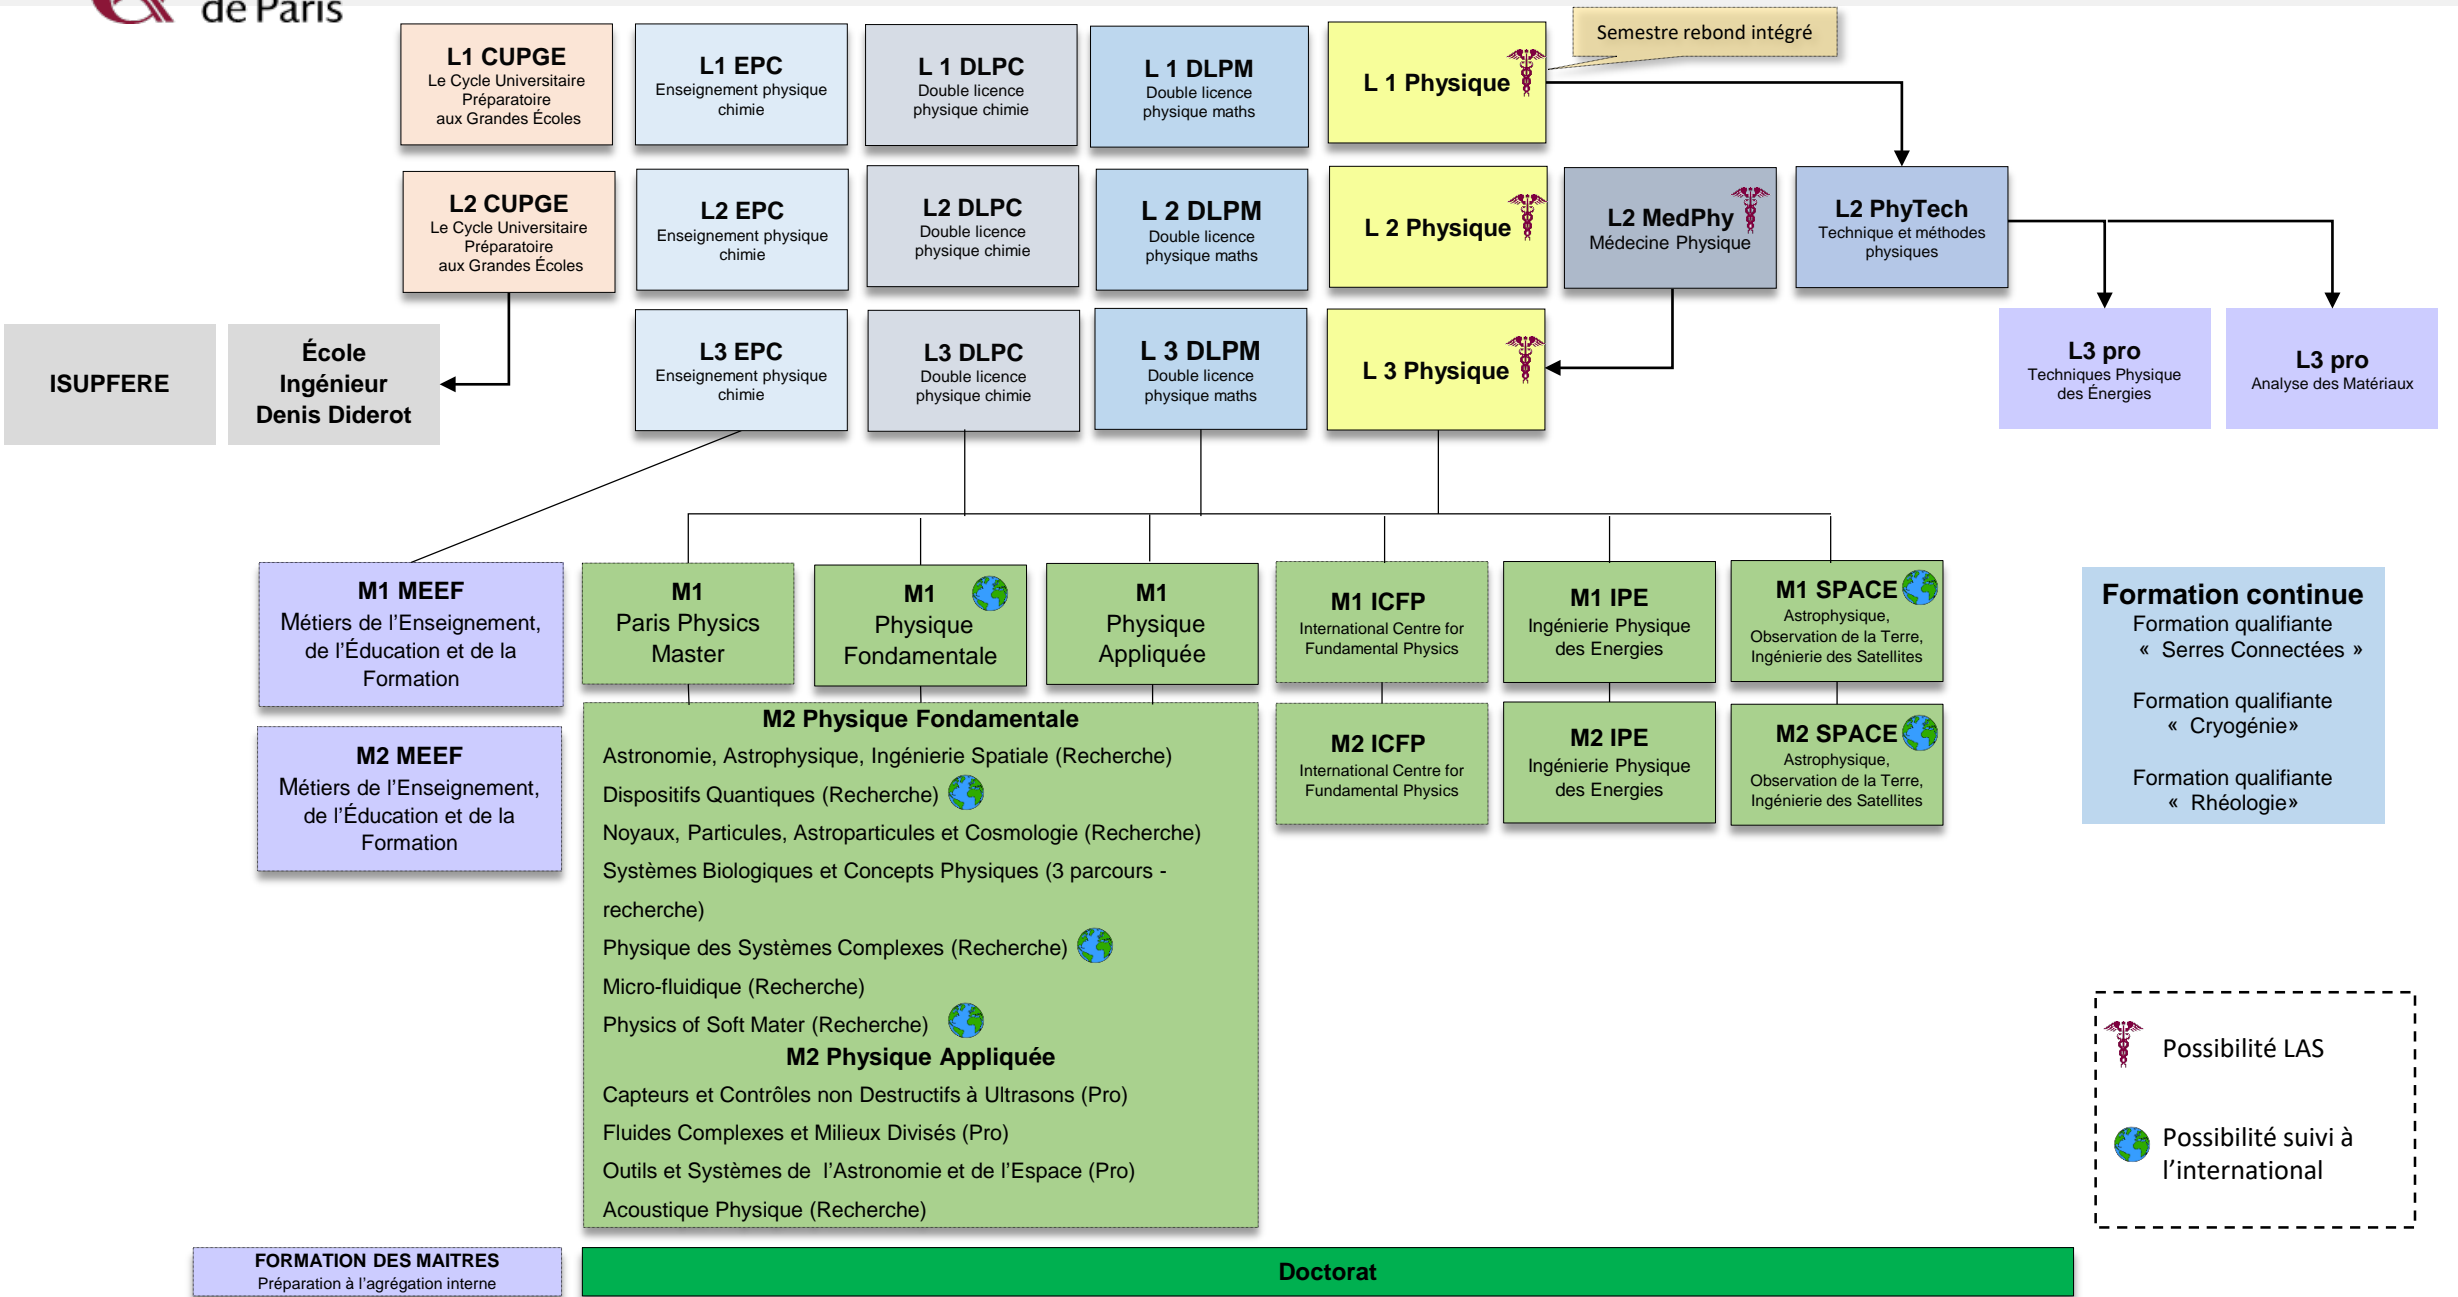 de Paris
L1 CUPGE
Le Cycle Universitaire
Préparatoire
aux Grandes Écoles
L1 EPC
Enseignement physique
chimie
L 1 DLPC
Double licence
physique chimie
L 1 DLPM
Double licence
physique maths
L 1 Physique
Semestre rebond intégré
L2 CUPGE
Le Cycle Universitaire
Préparatoire
aux Grandes Écoles
L2 EPC
Enseignement physique
chimie
L2 DLPC
Double licence
physique chimie
L 2 DLPM
Double licence
physique maths
L 2 Physique
L2 MedPhy
Médecine Physique
L2 PhyTech
Technique et méthodes
physiques
ISUPFERE
École
Ingénieur
Denis Diderot
L3 EPC
Enseignement physique
chimie
L3 DLPC
Double licence
physique chimie
L 3 DLPM
Double licence
physique maths
L 3 Physique
L3 pro
Techniques Physique
des Énergies
L3 pro
Analyse des Matériaux
M1 MEEF
Métiers de l'Enseignement,
de l'Éducation et de la
Formation
M1
Paris Physics
Master
M1
Physique
Fondamentale
M1
Physique
Appliquée
M1 ICFP
International Centre for
Fundamental Physics
M1 IPE
Ingénierie Physique
des Energies
M1 SPACE
Astrophysique,
Observation de la Terre,
Ingénierie des Satellites
Formation continue
Formation qualifiante
« Serres Connectées »
Formation qualifiante
« Cryogénie»
Formation qualifiante
« Rhéologie»
M2 MEEF
Métiers de l'Enseignement,
de l'Éducation et de la
Formation
M2 Physique Fondamentale
Astronomie, Astrophysique, Ingénierie Spatiale (Recherche)
Dispositifs Quantiques (Recherche)
Noyaux, Particules, Astroparticules et Cosmologie (Recherche)
Systèmes Biologiques et Concepts Physiques (3 parcours -
recherche)
Physique des Systèmes Complexes (Recherche)
Micro-fluidique (Recherche)
Physics of Soft Mater (Recherche)
M2 Physique Appliquée
Capteurs et Contrôles non Destructifs à Ultrasons (Pro)
Fluides Complexes et Milieux Divisés (Pro)
Outils et Systèmes de l'Astronomie et de l'Espace (Pro)
Acoustique Physique (Recherche)
M2 ICFP
International Centre for
Fundamental Physics
M2 IPE
Ingénierie Physique
des Energies
M2 SPACE
Astrophysique,
Observation de la Terre,
Ingénierie des Satellites
Possibilité LAS
Possibilité suivi à
l'international
FORMATION DES MAITRES
Préparation à l'agrégation interne
Doctorat